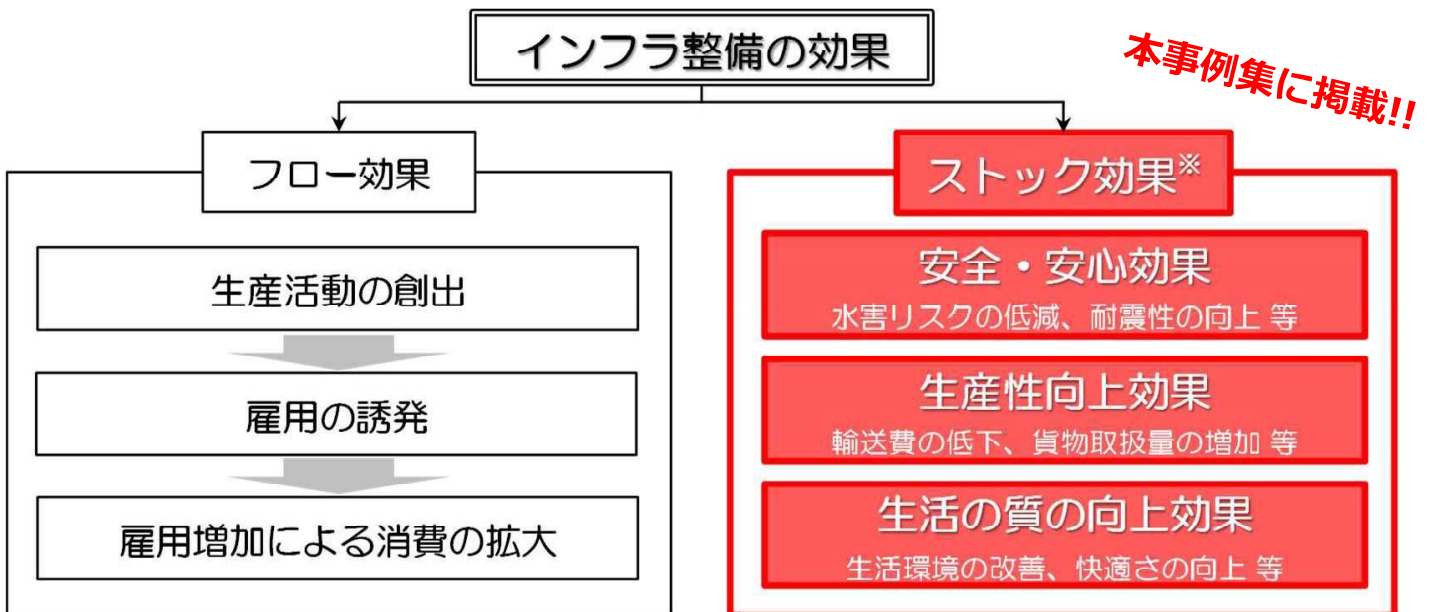 インフラ整備の効果
本事例集に掲載!!
フロー効果
生産活動の創出
雇用の誘発
雇用増加による消費の拡大
ストック効果※
安全・安心効果
水害リスクの低減、耐震性の向上 等
生産性向上効果
輸送費の低下、貨物取扱量の増加 等
生活の質の向上効果
生活環境の改善、快適さの向上 等